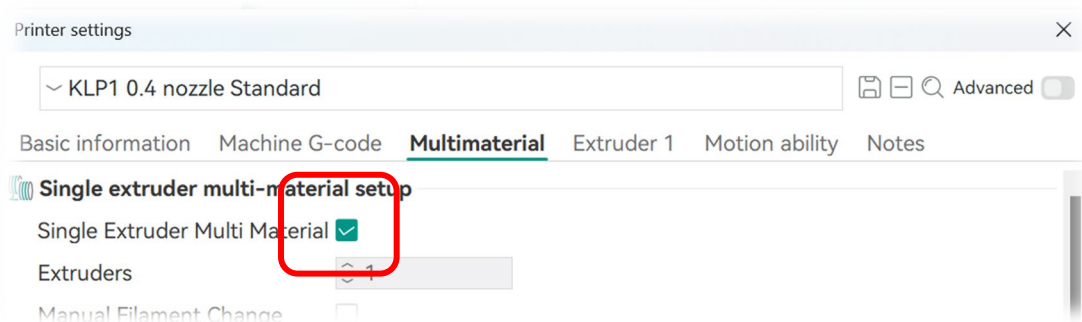 Printer settings
KLP1 0.4 nozzle Standard
Advanced
Basic information Machine G-code Multimaterial Extruder 1 Motion ability Notes
Single extruder multi-material setup
Single Extruder Multi Material
Extruders 1
Manual Filament Change